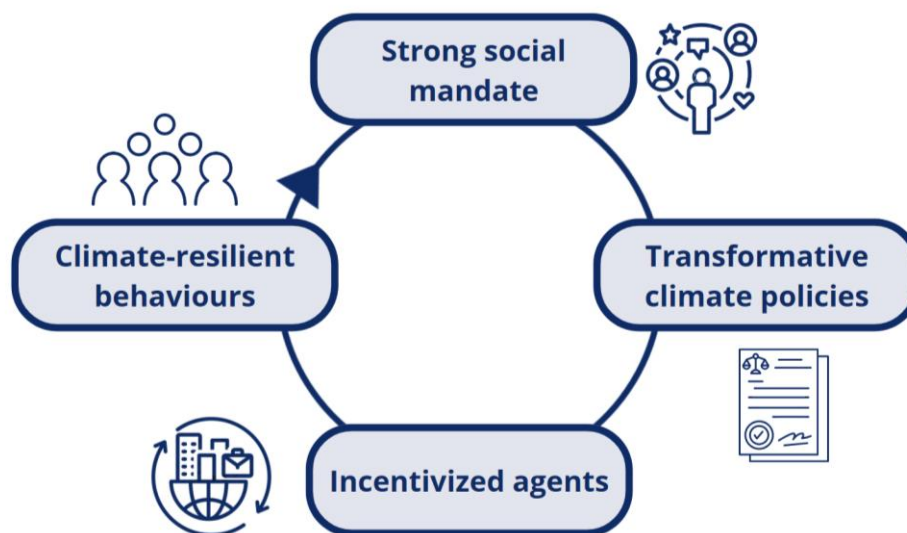 Strong social
mandate
Climate-resilient
behaviours
Transformative
climate policies
Incentivized agents